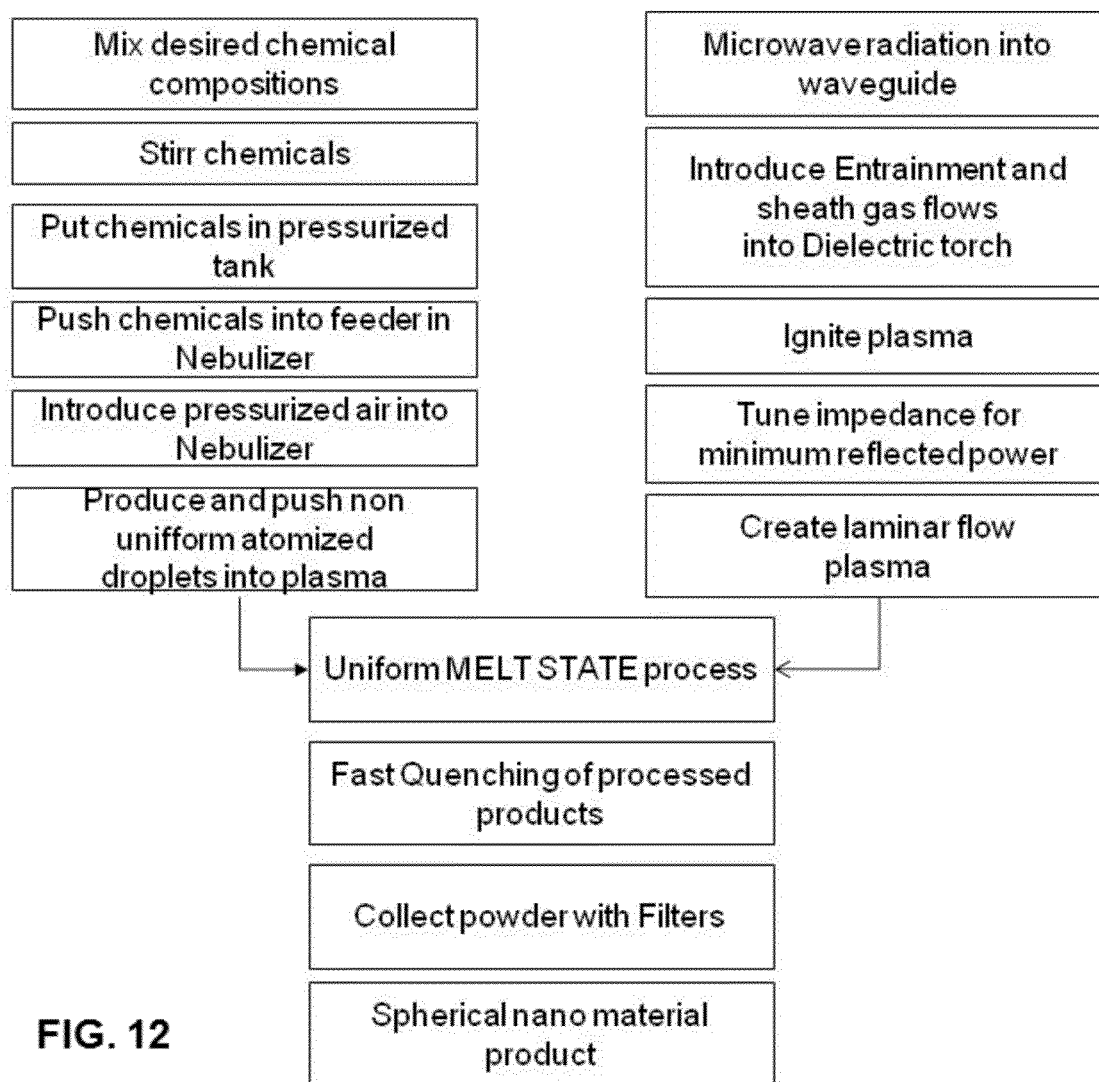 Mix desired chemical
compositions
Stirr chemicals
Put chemicals in pressurized
tank
Push chemicals into feeder in
Nebulizer
Introduce pressurized air into
Nebulizer
Produce and push non
unifform atomized
droplets into plasma
Microwave radiation into
waveguide
Introduce Entrainment and
sheath gas flows
into Dielectric torch
Ignite plasma
Tune impedance for
minimum reflected power
Create laminar flow
plasma
Uniform MELT STATE process
Fast Quenching of processed
products
Collect powder with Filters
Spherical nano material
product
FIG. 12